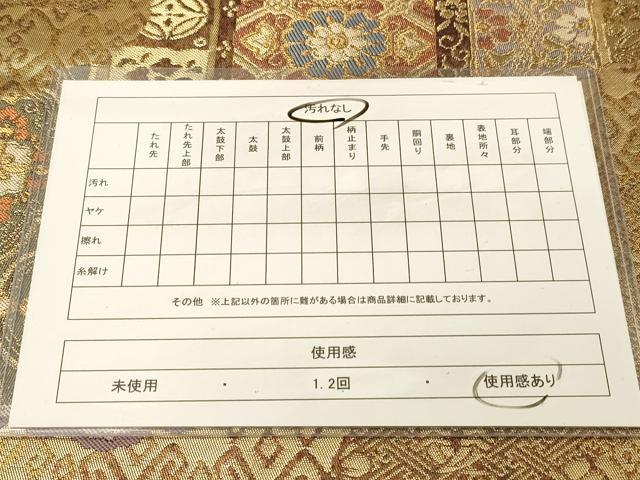 汚れなし
たれ先 たれ先上部 太鼓下部 太鼓 太鼓上部 前柄 柄止まり 手先 胴回り 裏地 表地所々 耳部分 端部分
汚れ
ヤケ
擦れ
糸解け
その他 ※上記以外の箇所に難がある場合は商品詳細に記載しております。
使用感
未使用 ・ 1.2回 ・ 使用感あり